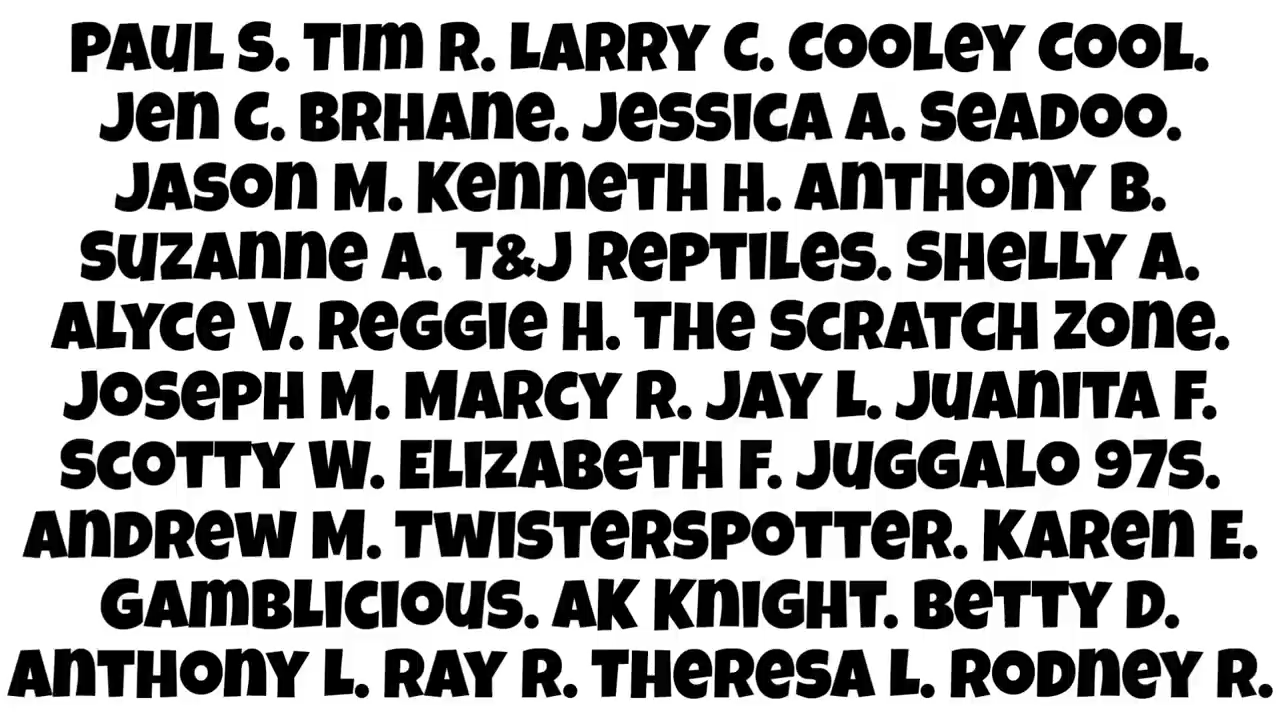 PAUL S. TIM R. LARRY C. COOLEY COOL.
JEN C. BRHANE. JESSICA A. SEADOO.
JASON M. KENNETH H. ANTHONY B.
SUZANNE A. T&J REPTILES. SHELLY A.
ALYCE V. REGGIE H. THE SCRATCH ZONE.
JOSEPH M. MARCY R. JAY L. JUANITA F.
SCOTTY W. ELIZABETH F. JUGGALO 97S.
ANDREW M. TWISTERSPOTTER. KAREN E.
GAMBLICIOUS. AK KNIGHT. BETTY D.
ANTHONY L. RAY R. THERESA L. RODNEY R.